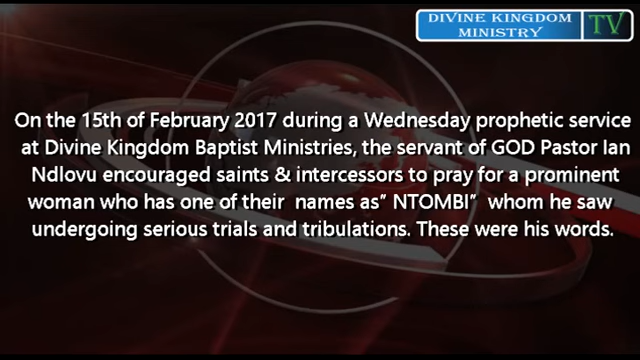 DIVINE KINGDOM
MINISTRY
TV
On the 15th of February 2017 during a Wednesday prophetic service
at Divine Kingdom Baptist Ministries, the servant of GOD Pastor Ian
Ndlovu encouraged saints & intercessors to pray for a prominent
woman who has one of their names as” NTOMBI” whom he saw
undergoing serious trials and tribulations. These were his words.